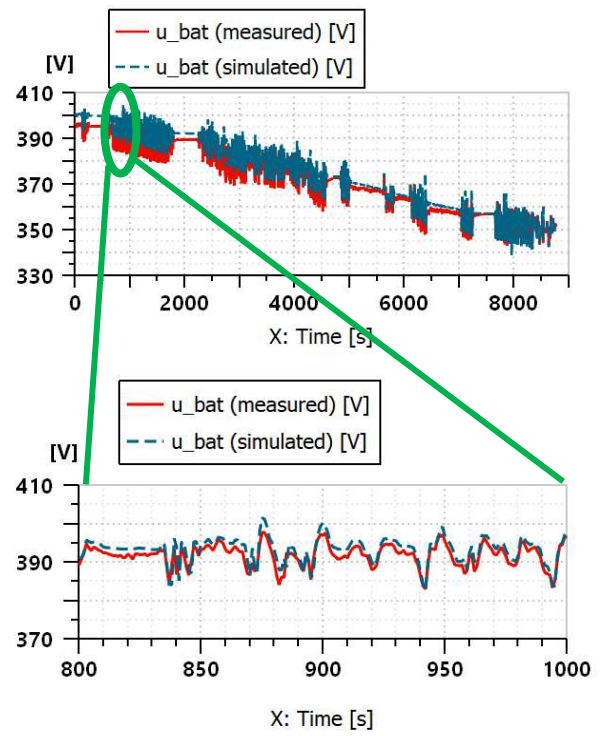 u_bat (measured) [V]
u_bat (simulated) [V]
[V]
410
390
370
350
330
0 2000 4000 6000 8000
X: Time [s]
u_bat (measured) [V]
u_bat (simulated) [V]
[V]
410
390
370
800 850 900 950 1000
X: Time [s]